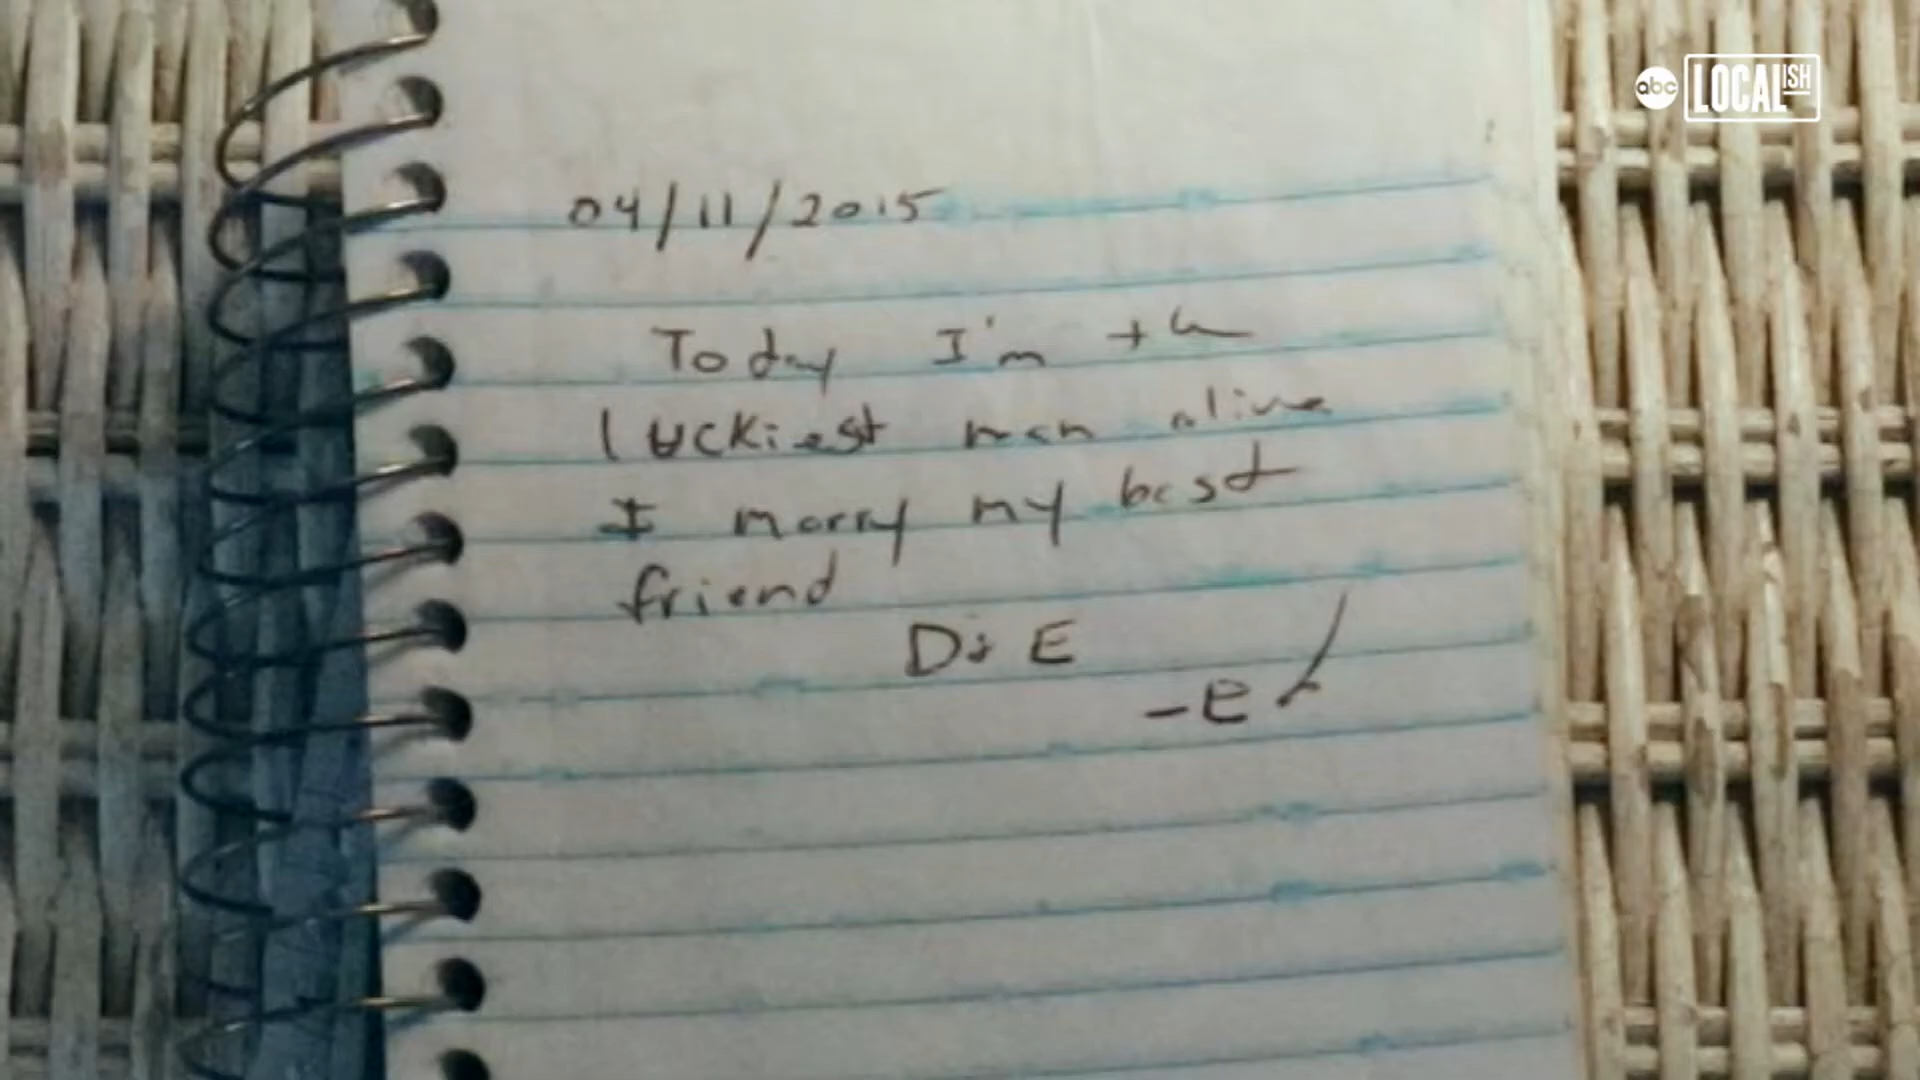 abc LOCALISH
04/11/2015
Today I'm the
luckiest man alive
I marry my best
friend
D & E